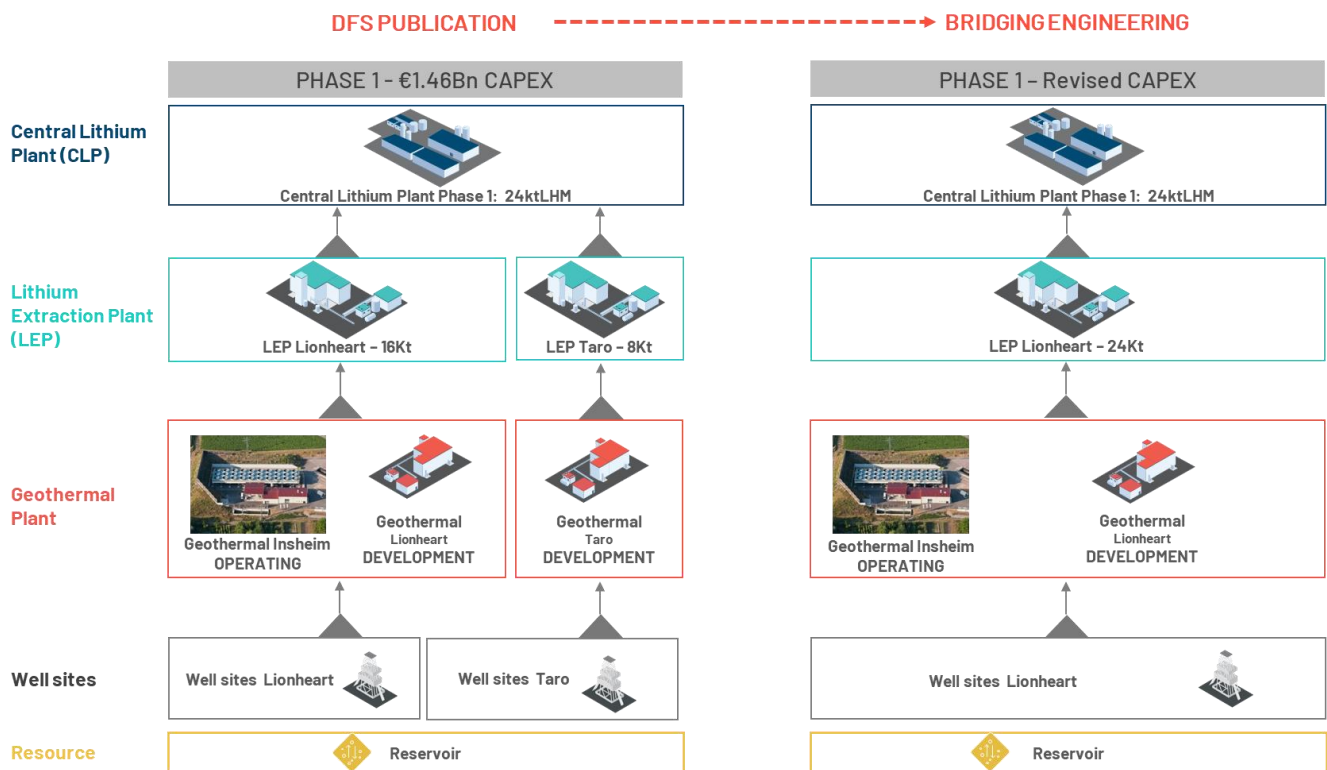 DFS PUBLICATION
BRIDGING ENGINEERING
PHASE 1 - €1.46Bn CAPEX
PHASE 1 – Revised CAPEX
Central Lithium
Plant (CLP)
Central Lithium Plant Phase 1: 24ktLHM
Central Lithium Plant Phase 1: 24ktLHM
Lithium
Extraction Plant
(LEP)
LEP Lionheart – 16Kt
LEP Taro – 8Kt
LEP Lionheart – 24Kt
Geothermal
Plant
Geothermal Insheim
OPERATING
Geothermal
Lionheart
DEVELOPMENT
Geothermal
Taro
DEVELOPMENT
Geothermal Insheim
OPERATING
Geothermal
Lionheart
DEVELOPMENT
Well sites
Well sites Lionheart
Well sites Taro
Well sites Lionheart
Resource
Reservoir
Reservoir